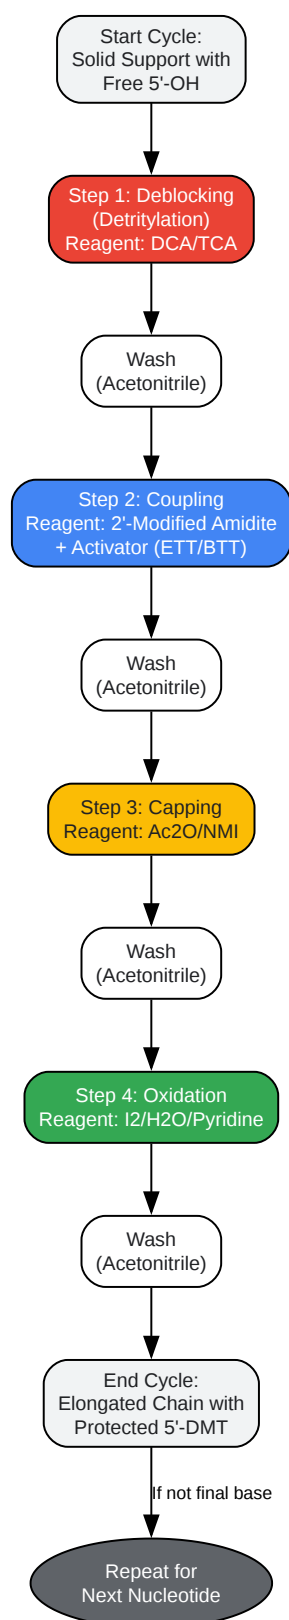 Start Cycle:
Solid Support with
Free 5'-OH
Step 1: Deblocking
(Detritylation)
Reagent: DCA/TCA
Wash
(Acetonitrile)
Step 2: Coupling
Reagent: 2'-Modified Amidite
+ Activator (ETT/BTT)
Wash
(Acetonitrile)
Step 3: Capping
Reagent: Ac2O/NMI
Wash
(Acetonitrile)
Step 4: Oxidation
Reagent: I2/H2O/Pyridine
Wash
(Acetonitrile)
End Cycle:
Elongated Chain with
Protected 5'-DMT
If not final base
Repeat for
Next Nucleotide